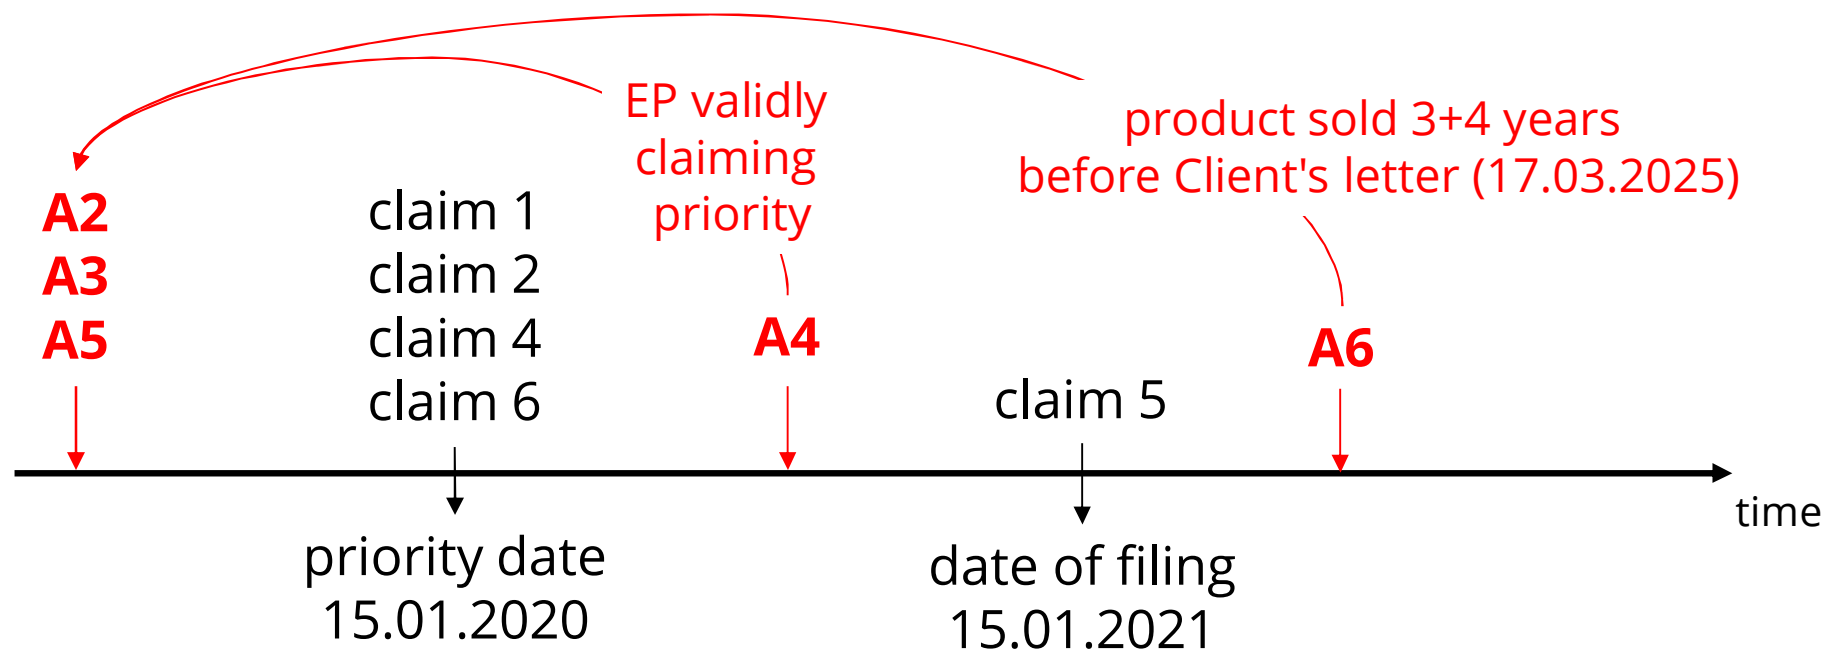 EP validly
claiming
priority
product sold 3+4 years
before Client's letter (17.03.2025)
A2
A3
A5
claim 1
claim 2
claim 4
claim 6
A4
claim 5
A6
time
priority date
15.01.2020
date of filing
15.01.2021